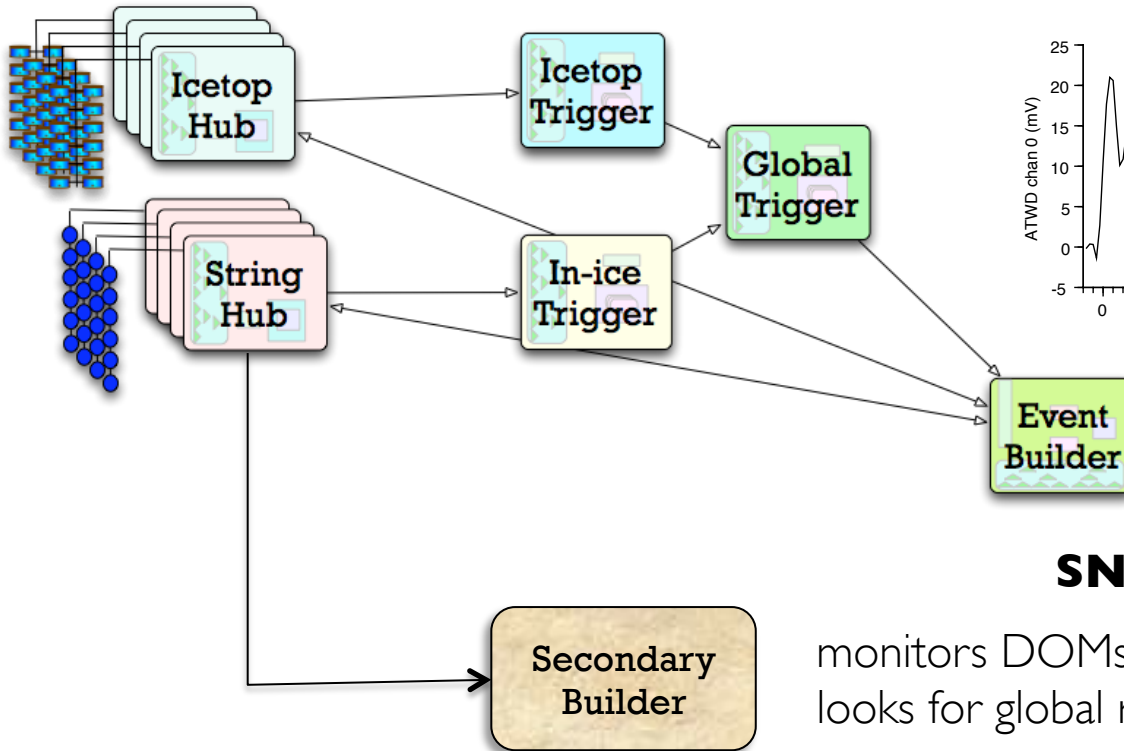 Icetop
Hub
Icetop
Trigger
Global
Trigger
String
Hub
In-ice
Trigger
Event
Builder
Secondary
Builder
ATWD chan 0 (mV)
25
20
15
10
5
0
-5
0
SN
monitors DOMs
looks for global